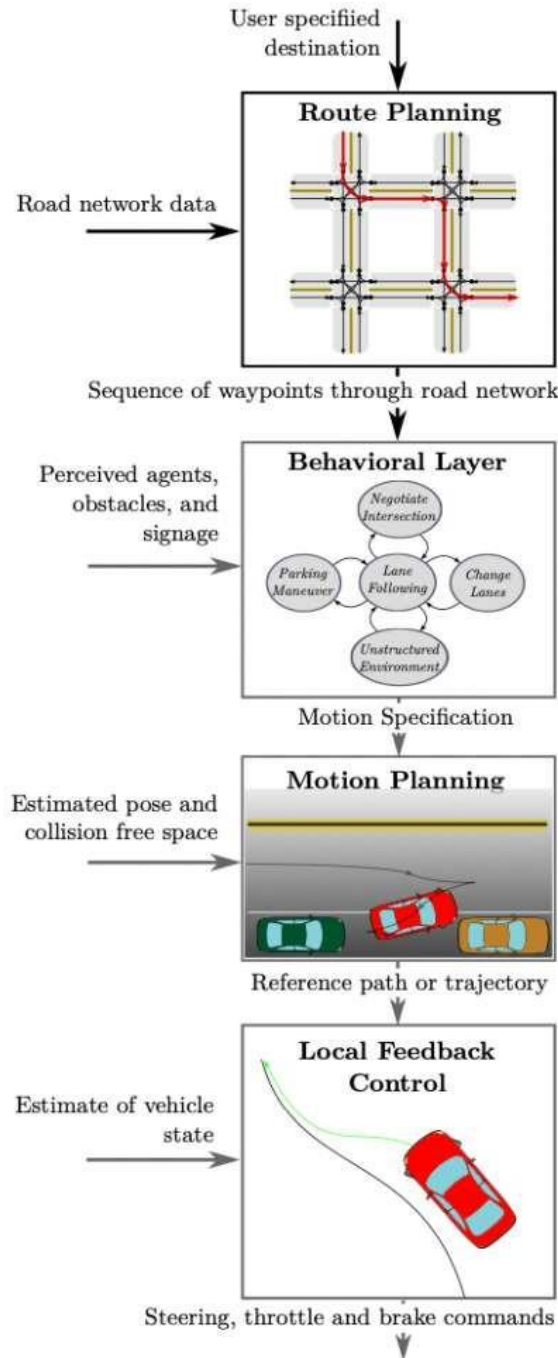 User specifiied
destination
Route Planning
Road network data
Sequence of waypoints through road network
Behavioral Layer
Perceived agents,
obstacles, and
signage
Negotiate
Intersection
Parking
Maneuver
Lane
Following
Change
Lanes
Unstructured
Environment
Motion Specification
Motion Planning
Estimated pose and
collision free space
Reference path or trajectory
Local Feedback
Control
Estimate of vehicle
state
Steering, throttle and brake commands